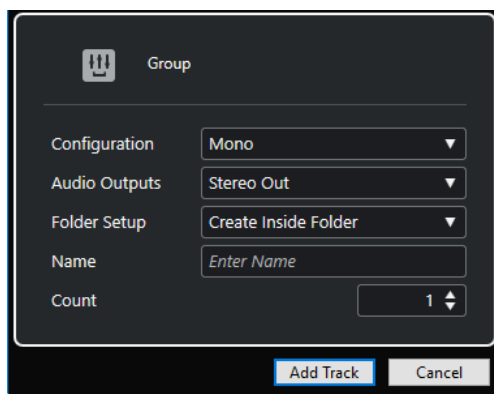 Group
Configuration Mono
Audio Outputs Stereo Out
Folder Setup Create Inside Folder
Name Enter Name
Count 1
Add Track Cancel